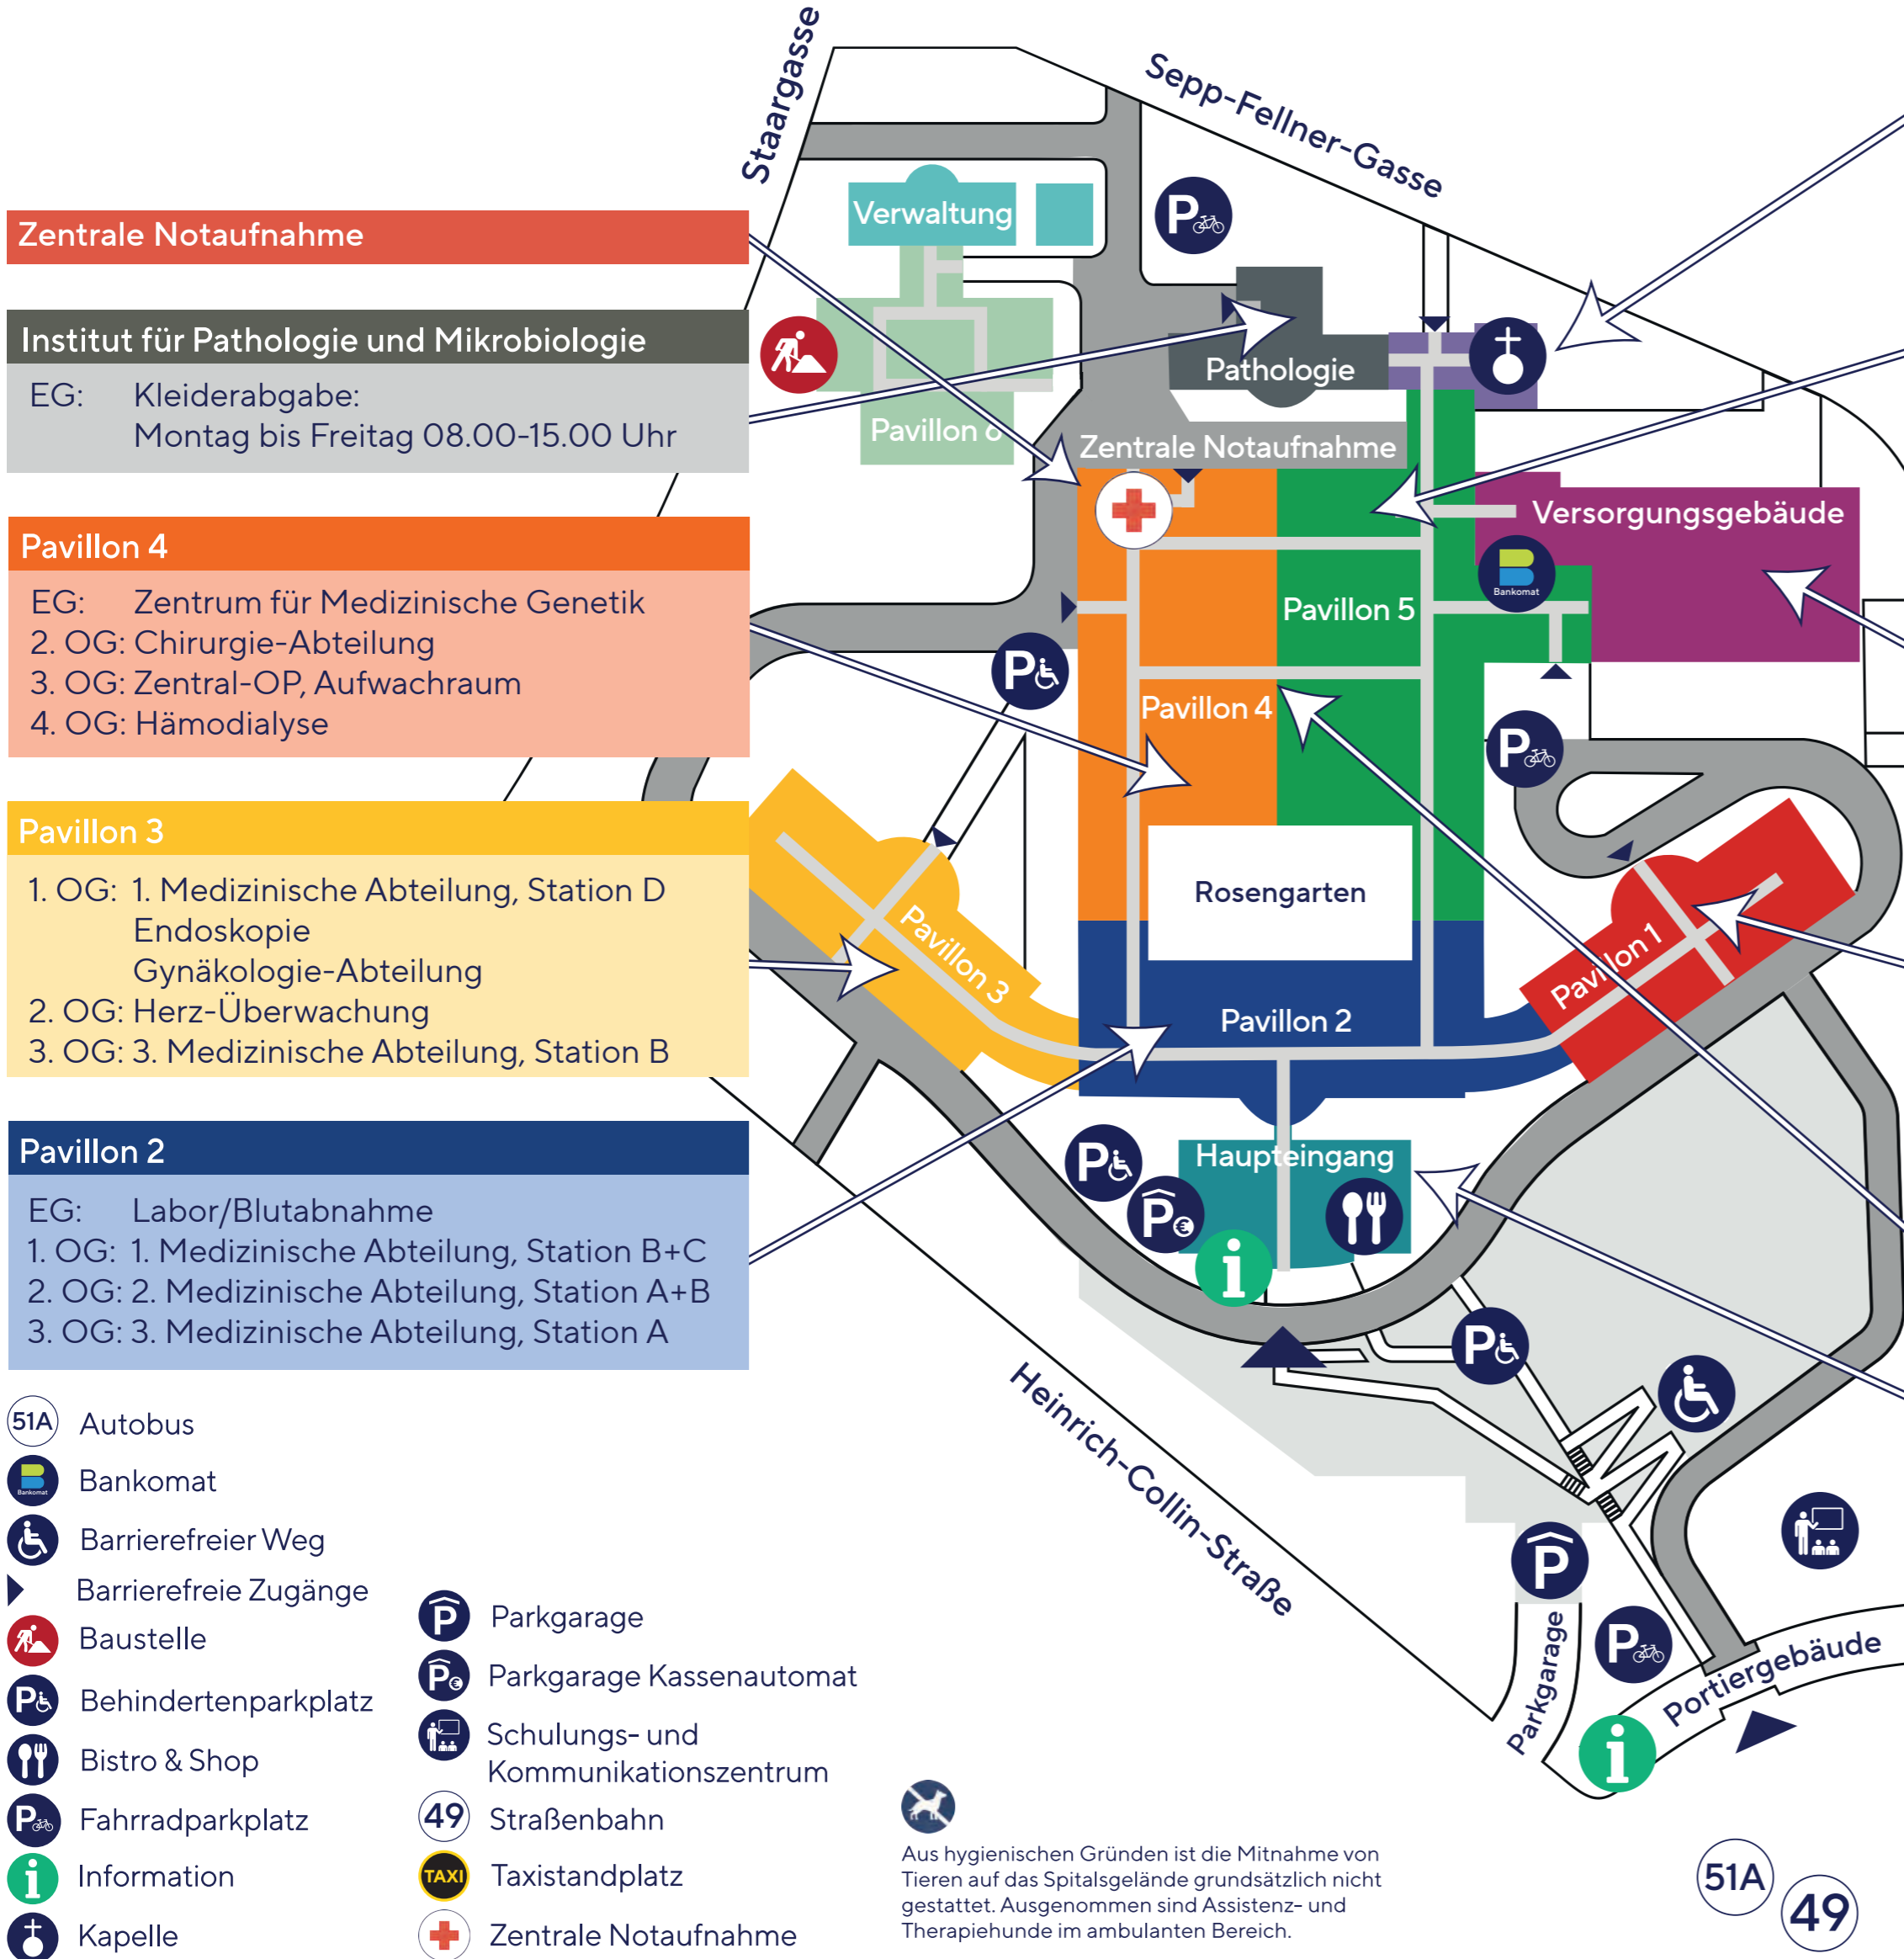 Staargasse
Sepp-Fellner-Gasse
Zentrale Notaufnahme
Institut für Pathologie und Mikrobiologie
EG: Kleiderabgabe:
Montag bis Freitag 08.00-15.00 Uhr
Pavillon 4
EG: Zentrum für Medizinische Genetik
2. OG: Chirurgie-Abteilung
3. OG: Zentral-OP, Aufwachraum
4. OG: Hämodialyse
Pavillon 3
1. OG: 1. Medizinische Abteilung, Station D
Endoskopie
Gynäkologie-Abteilung
2. OG: Herz-Überwachung
3. OG: 3. Medizinische Abteilung, Station B
Pavillon 2
EG: Labor/Blutabnahme
1. OG: 1. Medizinische Abteilung, Station B+C
2. OG: 2. Medizinische Abteilung, Station A+B
3. OG: 3. Medizinische Abteilung, Station A
Verwaltung
P
Pathologie
Pavillon 6
Zentrale Notaufnahme
Versorgungsgebäude
B
Bankomat
Pavillon 5
P
Pavillon 4
P
Rosengarten
Pavillon 3
Pavillon 1
Pavillon 2
Haupteingang
P
P €
i
P
Heinrich-Collin-Straße
P
P
Parkgarage
Portiergebäude
i
51A Autobus
B Bankomat Bankomat
Barrierefreier Weg
Barrierefreie Zugänge
Baustelle
P Behindertenparkplatz
Bistro & Shop
P Fahrradparkplatz
i Information
Kapelle
P Parkgarage
P € Parkgarage Kassenautomat
Schulungs- und
Kommunikationszentrum
49 Straßenbahn
TAXI Taxistandplatz
Zentrale Notaufnahme
Aus hygienischen Gründen ist die Mitnahme von
Tieren auf das Spitalsgelände grundsätzlich nicht
gestattet. Ausgenommen sind Assistenz- und
Therapiehunde im ambulanten Bereich.
51A
49